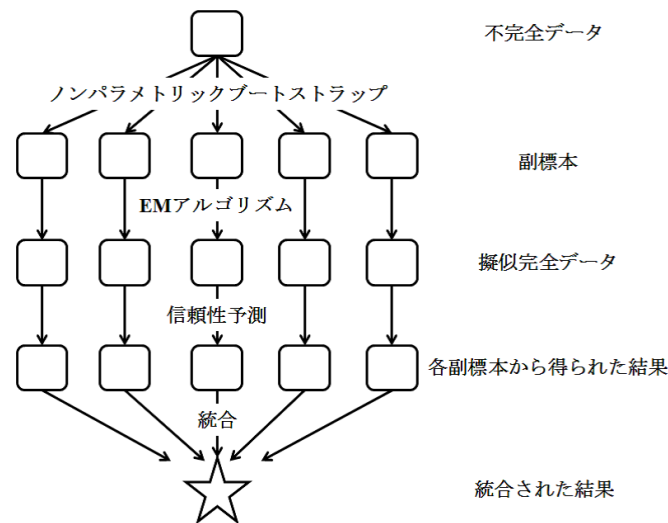 不完全データ
ノンパラメトリックブートストラップ
副標本
EMアルゴリズム
擬似完全データ
信頼性予測
各副標本から得られた結果
統合
統合された結果